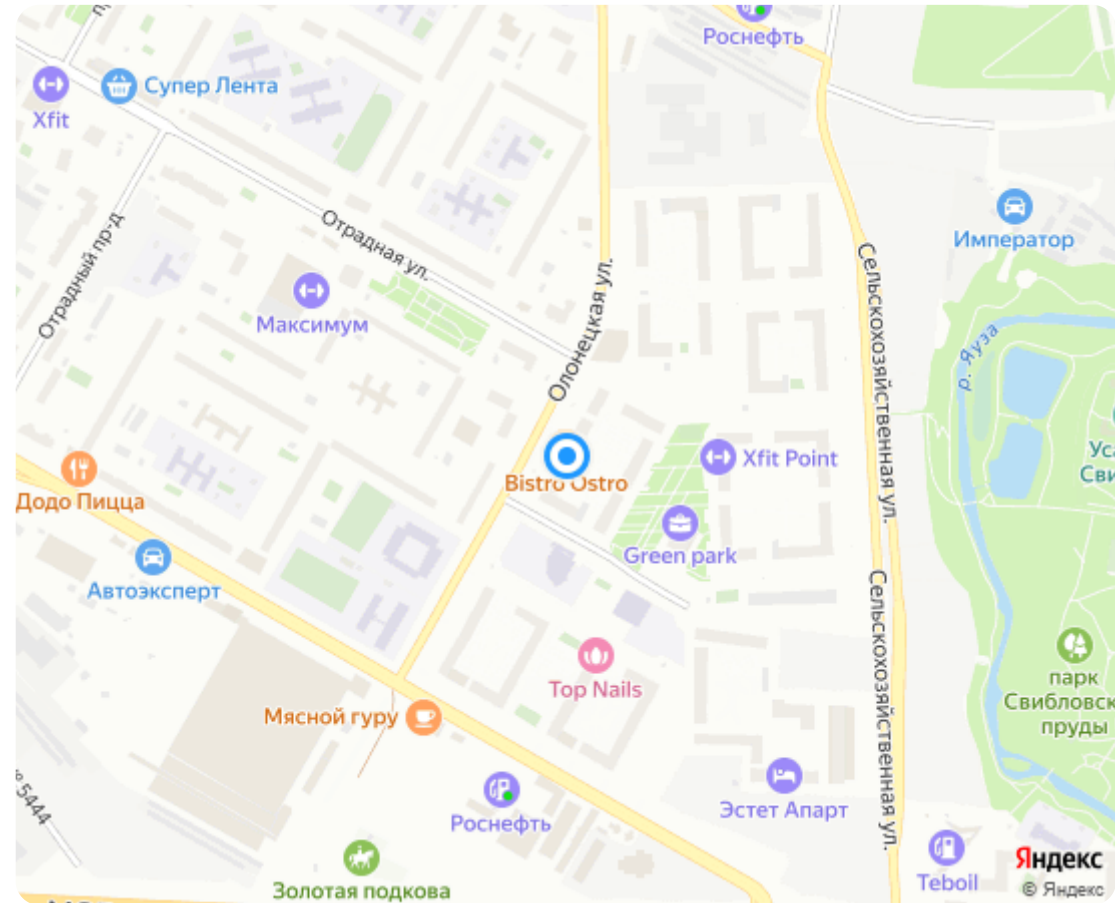 Роснефть
Супер Лента
Xfit
Отрадная ул.
Отрадный пр-д
Император
Максимум
Олонецкая ул.
Сельскохозяйственная ул.
р. Яуза
Xfit Point
Bistro Ostro
Додо Пицца
Green park
Автоэксперт
Сельскохозяйственная ул.
Top Nails
парк
Мясной гуру
пруды
Эстет Апарт
Роснефть
5444
Золотая подкова
Teboil
Яндекс
© Яндекс